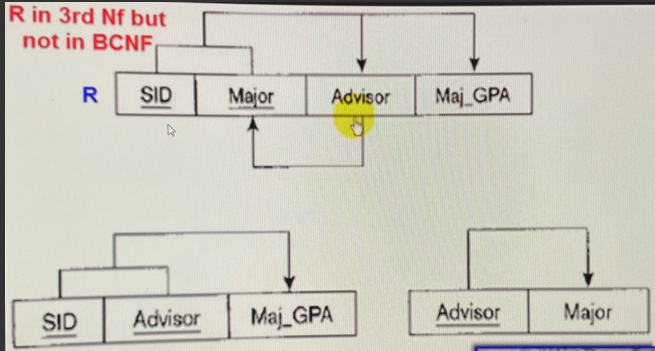 R in 3rd Nf but
not in BCNF
R
SID Major Advisor Maj_GPA
SID Advisor Maj_GPA
Advisor Major